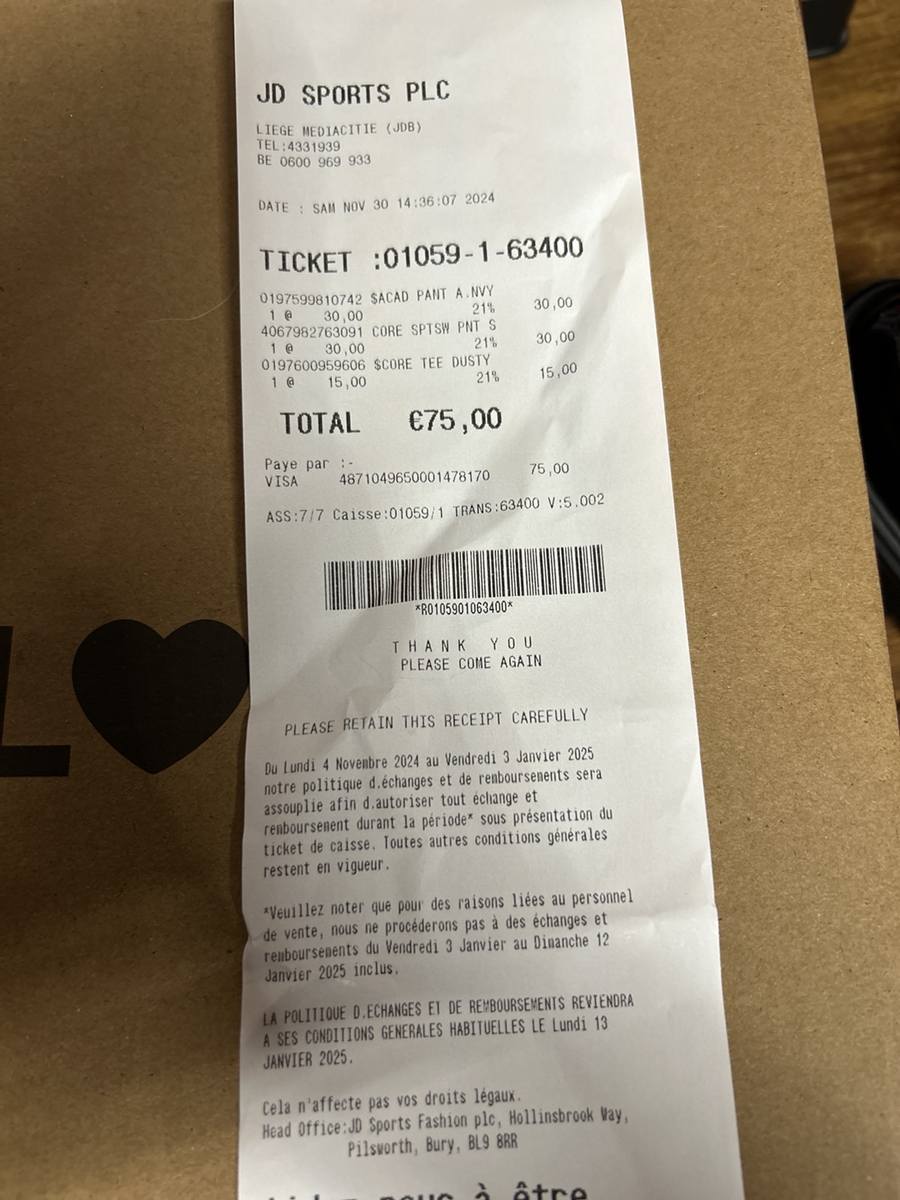 JD SPORTS PLC
LIEGE MEDIACITIE (JDB)
TEL:4331939
BE 0600 969 933
DATE : SAM NOV 30 14:36:07 2024
TICKET :01059-1-63400
0197599810742 $ACAD PANT A.NVY
1 @ 30,00 21% 30,00
4067982763091 CORE SPTSW PNT S
1 @ 30,00 21% 30,00
0197600959606 $CORE TEE DUSTY
1 @ 15,00 21% 15,00
TOTAL €75,00
Paye par :-
VISA 4871049650001478170 75,00
ASS:7/7 Caisse:01059/1 TRANS:63400 V:5.002
*R0105901063400*
THANK YOU
PLEASE COME AGAIN
PLEASE RETAIN THIS RECEIPT CAREFULLY
Du Lundi 4 Novembre 2024 au Vendredi 3 Janvier 2025
notre politique d.échanges et de remboursements sera
assouplie afin d.autoriser tout échange et
remboursement durant la période* sous présentation du
ticket de caisse. Toutes autres conditions générales
restent en vigueur.
*Veuillez noter que pour des raisons liées au personnel
de vente, nous ne procéderons pas à des échanges et
remboursements du Vendredi 3 Janvier au Dimanche 12
Janvier 2025 inclus.
LA POLITIQUE D.ECHANGES ET DE REMBOURSEMENTS REVIENDRA
A SES CONDITIONS GENERALES HABITUELLES LE Lundi 13
JANVIER 2025.
Cela n'affecte pas vos droits légaux.
Head Office:JD Sports Fashion plc, Hollinsbrook Way,
Pilsworth, Bury, BL9 8RR
nous à être